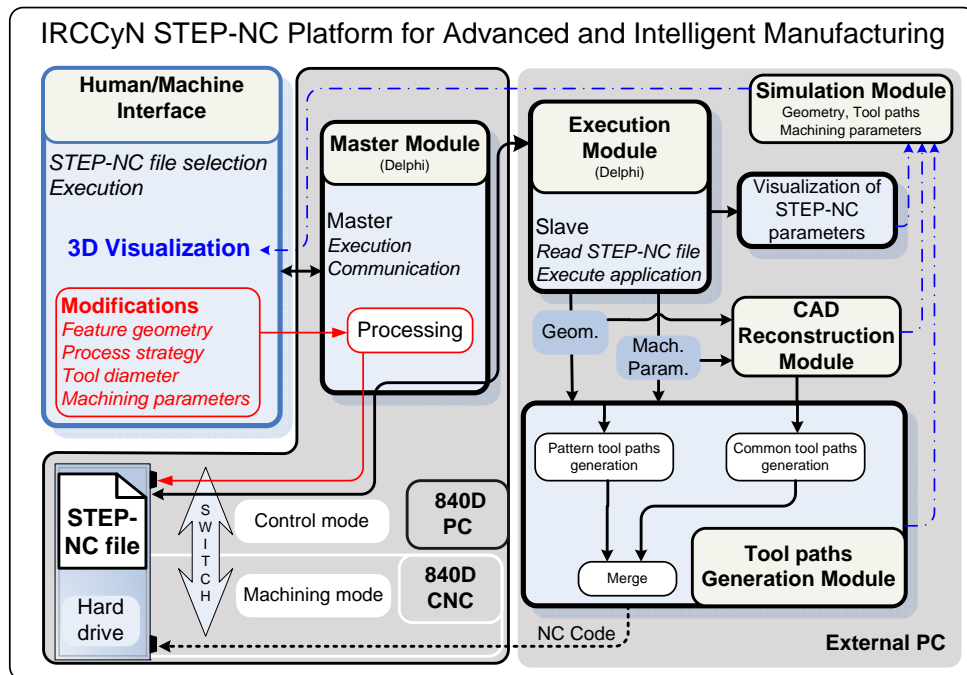 IRCCyN STEP-NC Platform for Advanced and Intelligent Manufacturing
Human/Machine
Interface
STEP-NC file selection
Execution
3D Visualization
Modifications
Feature geometry
Process strategy
Tool diameter
Machining parameters
Master Module
(Delphi)
Master
Execution
Communication
Processing
Execution
Module
(Delphi)
Slave
Read STEP-NC file
Execute application
Simulation Module
Geometry, Tool paths
Machining parameters
Visualization of
STEP-NC
parameters
Geom.
Mach.
Param.
CAD
Reconstruction
Module
Pattern tool paths
generation
Common tool paths
generation
Merge
Tool paths
Generation Module
STEP-
NC file
Hard
drive
SWITCH
Control mode
840D
PC
Machining mode
840D
CNC
NC Code
External PC